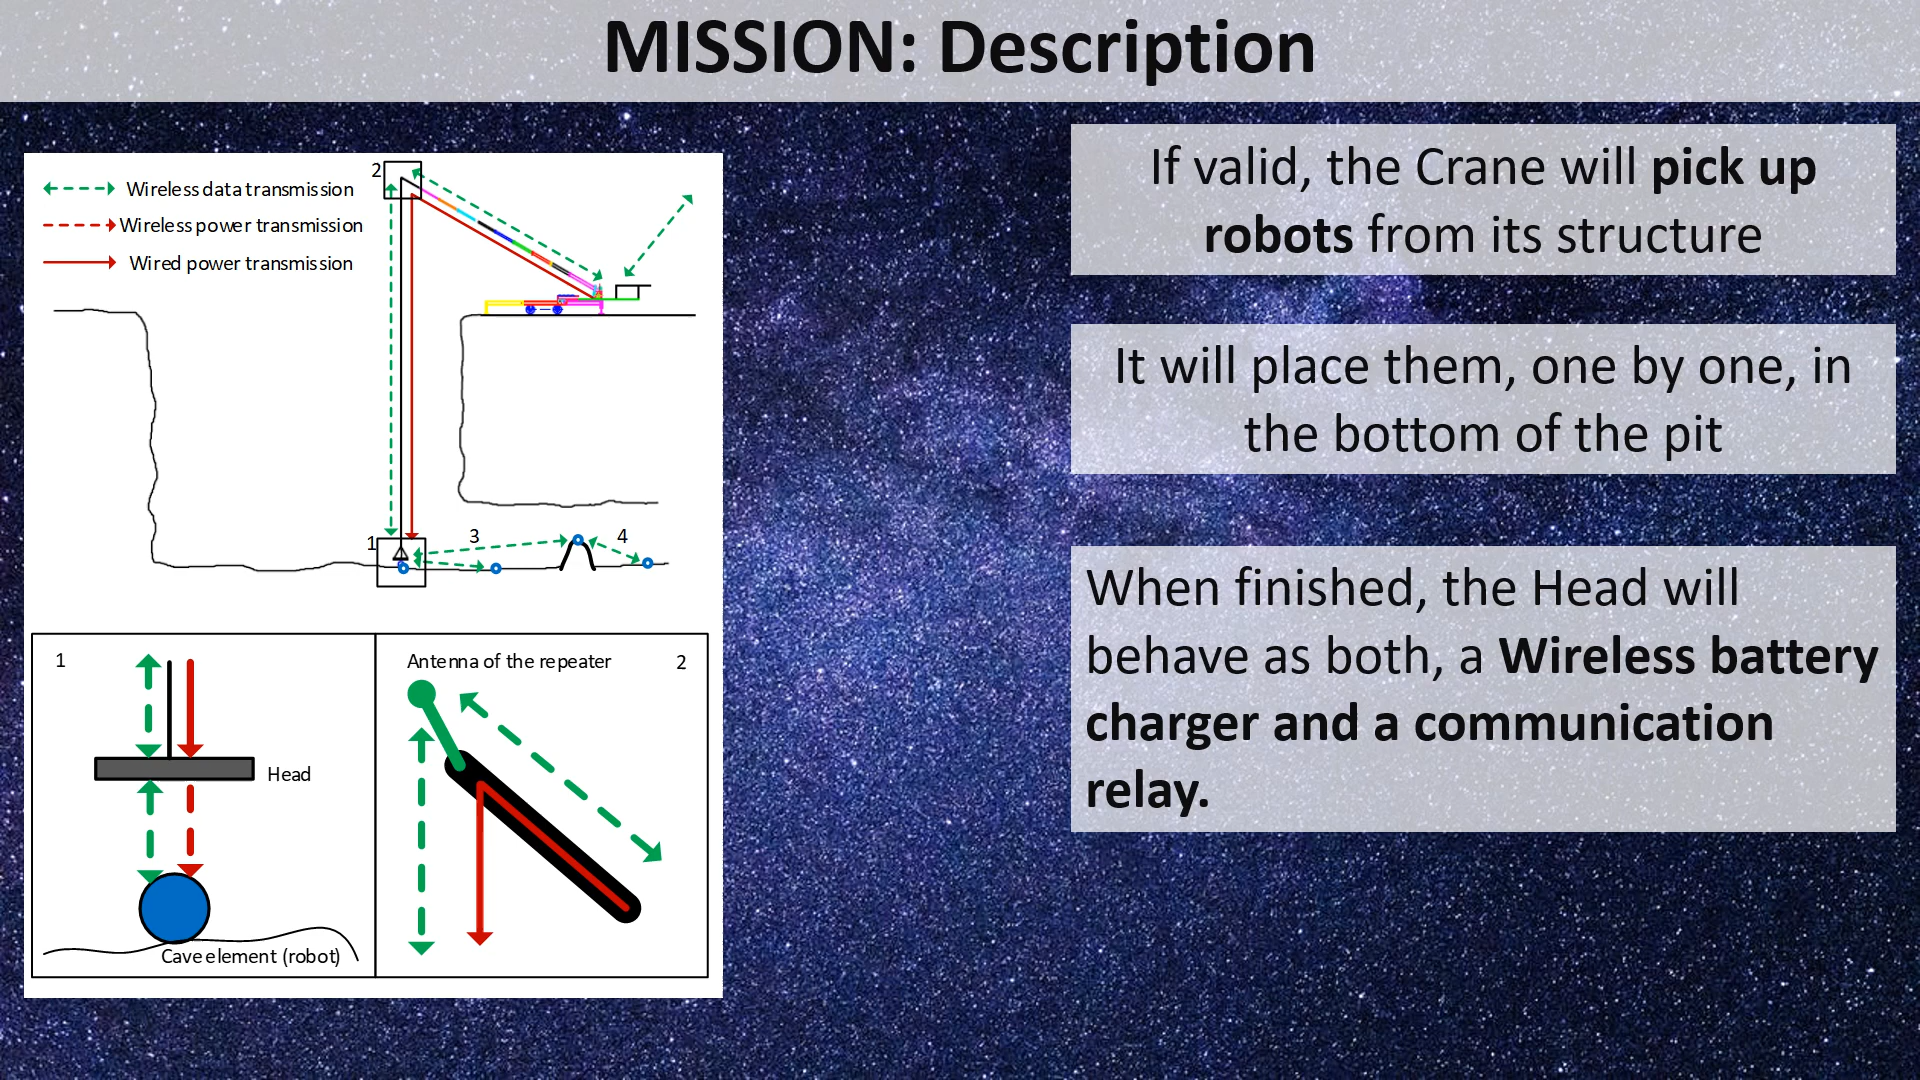 MISSION: Description
2
Wireless data transmission
Wireless power transmission
Wired power transmission
1
3
4
1
Head
Cave element (robot)
Antenna of the repeater
2
If valid, the Crane will pick up
robots from its structure
It will place them, one by one, in
the bottom of the pit
When finished, the Head will
behave as both, a Wireless battery
charger and a communication
relay.